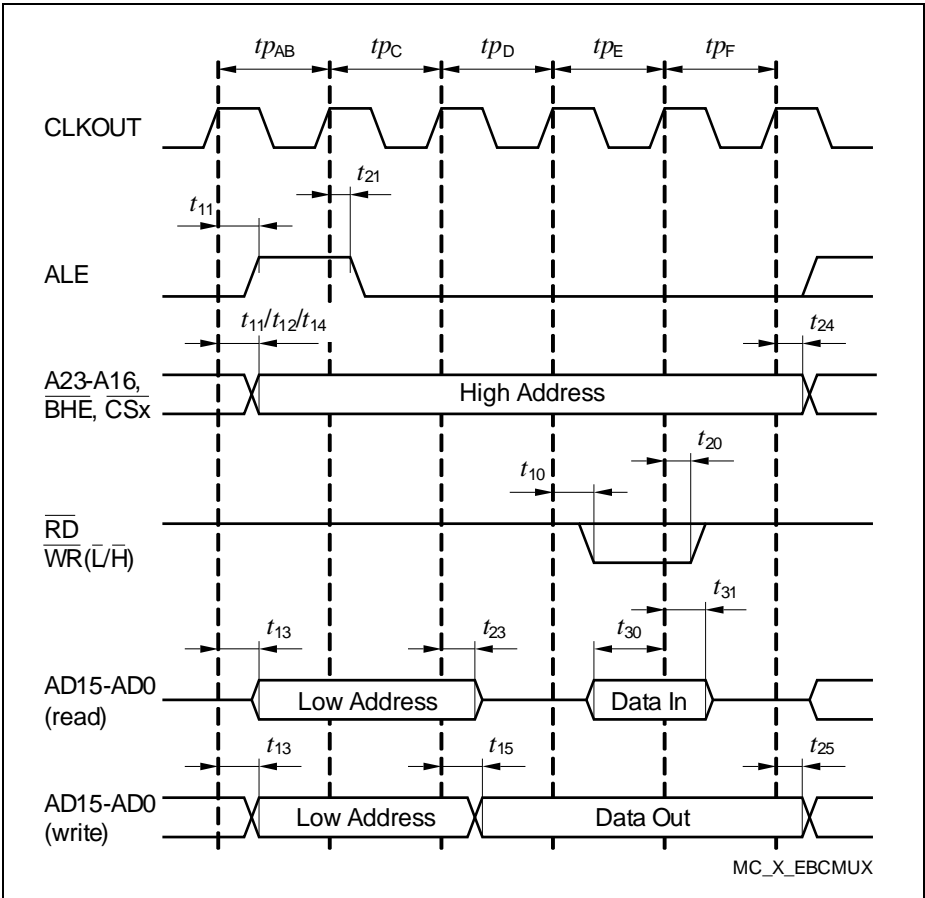 tpAB tpC tpD tpE tpF
CLKOUT
t21
t11
ALE
t11/t12/t14 t24
A23-A16,
BHE, CSx
High Address
t20
t10
RD
WR(L/H)
t31
t13 t23 t30
AD15-AD0
(read)
Low Address Data In
t13 t15 t25
AD15-AD0
(write)
Low Address Data Out
MC_X_EBCMUX